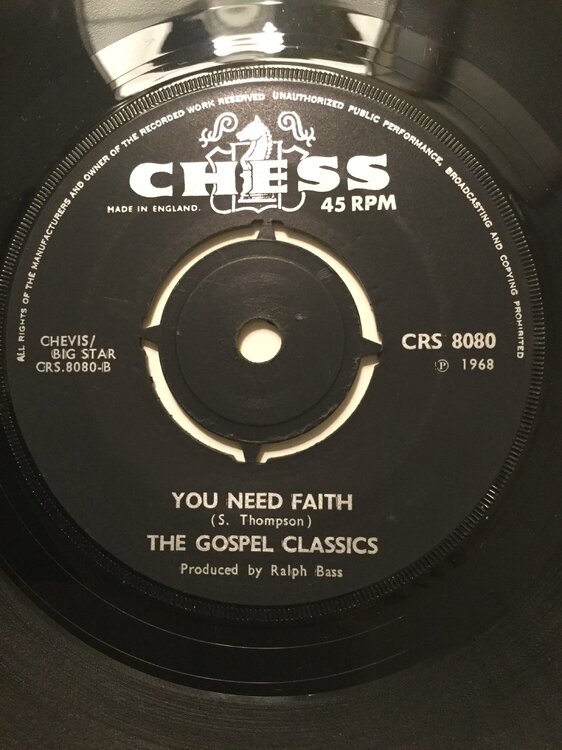 ALL RIGHTS OF THE MANUFACTURERS AND OWNER OF THE RECORDED WORK RESERVED UNAUTHORIZED PUBLIC PERFORMANCE, BROADCASTING AND COPYING PROHIBITED
CHESS
MADE IN ENGLAND. 45 RPM
CHEVIS/
BIG STAR
CRS.8080-B
CRS 8080
℗ 1968
YOU NEED FAITH
(S. Thompson)
THE GOSPEL CLASSICS
Produced by Ralph Bass